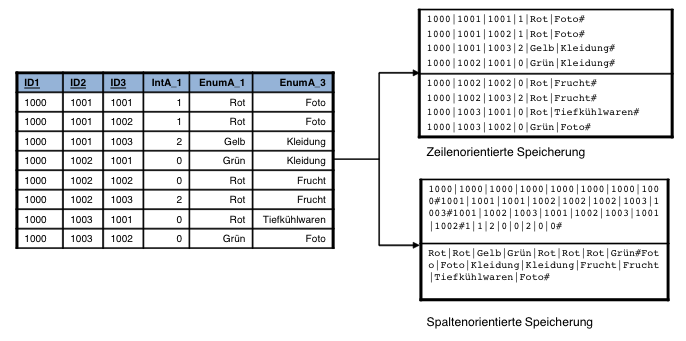 ID1 ID2 ID3 IntA_1 EnumA_1 EnumA_3
1000 1001 1001 1 Rot Foto
1000 1001 1002 1 Rot Foto
1000 1001 1003 2 Gelb Kleidung
1000 1002 1001 0 Grün Kleidung
1000 1002 1002 0 Rot Frucht
1000 1002 1003 2 Rot Frucht
1000 1003 1001 0 Rot Tiefkühlwaren
1000 1003 1002 0 Grün Foto
1000|1001|1001|1|Rot|Foto#
1000|1001|1002|1|Rot|Foto#
1000|1001|1003|2|Gelb|Kleidung#
1000|1002|1001|0|Grün|Kleidung#
1000|1002|1002|0|Rot|Frucht#
1000|1002|1003|2|Rot|Frucht#
1000|1003|1001|0|Rot|Tiefkühlwaren#
1000|1003|1002|0|Grün|Foto#
Zeilenorientierte Speicherung
1000|1000|1000|1000|1000|1000|1000|100
0#1001|1001|1001|1002|1002|1002|1003|1
003#1001|1002|1003|1001|1002|1003|1001
|1002#1|1|2|0|0|2|0|0#
Rot|Rot|Gelb|Grün|Rot|Rot|Rot|Grün#Fot
o|Foto|Kleidung|Kleidung|Frucht|Frucht
|Tiefkühlwaren|Foto#
Spaltenorientierte Speicherung